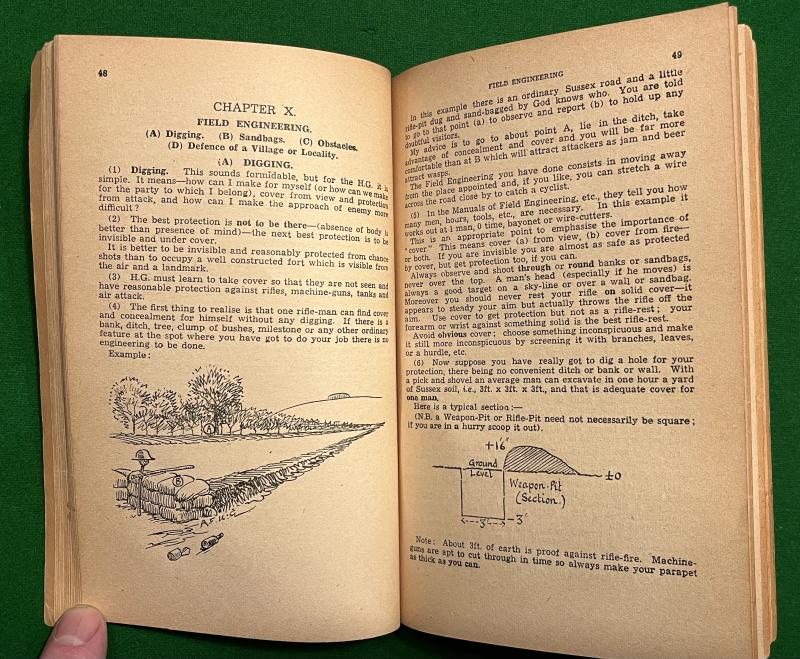 48
CHAPTER X.
FIELD ENGINEERING.
(A) Digging. (B) Sandbags. (C) Obstacles.
(D) Defence of a Village or Locality.
(A) DIGGING.
(1) Digging. This sounds formidable, but for the H.G. it is
simple. It means—how can I make for myself (or how can we make
for the party to which I belong), cover from view and protection
from attack, and how can I make the approach of enemy more
difficult?
(2) The best protection is not to be there—(absence of body is
better than presence of mind)—the next best protection is to be
invisible and under cover.
It is better to be invisible and reasonably protected from chance
shots than to occupy a well constructed fort which is visible from
the air and a landmark.
(3) H.G. must learn to take cover so that they are not seen and
have reasonable protection against rifles, machine-guns, tanks and
air attack.
(4) The first thing to realise is that one rifle-man can find cover
and concealment for himself without any digging. If there is a
bank, ditch, tree, clump of bushes, milestone or any other ordinary
feature at the spot where you have got to do your job there is no
engineering to be done.
Example:
A
B
49
FIELD ENGINEERING
In this example there is an ordinary Sussex road and a little
rifle-pit dug and sand-bagged by God knows who. You are told
to go to that point (a) to observe and report (b) to hold up any
doubtful visitors.
My advice is to go to about point A, lie in the ditch, take
advantage of concealment and cover and you will be far more
comfortable than at B which will attract attackers as jam and beer
attract wasps.
The Field Engineering you have done consists in moving away
from the place appointed and, if you like, you can stretch a wire
across the road close by to catch a cyclist.
(5) In the Manuals of Field Engineering, etc., they tell you how
many men, hours, tools, etc., are necessary. In this example it
works out at 1 man, 0 time, bayonet or wire-cutters.
This is an appropriate point to emphasise the importance of
"cover." This means cover (a) from view, (b) cover from fire—
or both. If you are invisible you are almost as safe as protected
by cover, but get protection too, if you can.
Always observe and shoot through or round banks or sandbags,
never over the top. A man's head (especially if he moves) is
always a good target on a sky-line or over a wall or sandbag.
Moreover you should never rest your rifle on solid cover—it
appears to steady your aim but actually throws the rifle off the
aim. Use cover to get protection but not as a rifle-rest; your
forearm or wrist against something solid is the best rifle-rest.
Avoid obvious cover; choose something inconspicuous and make
it still more inconspicuous by screening it with branches, leaves,
or a hurdle, etc.
(6) Now suppose you have really got to dig a hole for your
protection, there being no convenient ditch or bank or wall. With
a pick and shovel an average man can excavate in one hour a yard
of Sussex soil, i.e., 3ft. x 3ft. x 3ft., and that is adequate cover for
one man.
Here is a typical section:—
(N.B. a Weapon-Pit or Rifle-Pit need not necessarily be square;
if you are in a hurry scoop it out).
+1'6"
Ground
Level
±0
Weapon-Pit
(Section.)
3'
-3'
Note: About 3ft. of earth is proof against rifle-fire. Machine-
guns are apt to cut through in time so always make your parapet
as thick as you can.